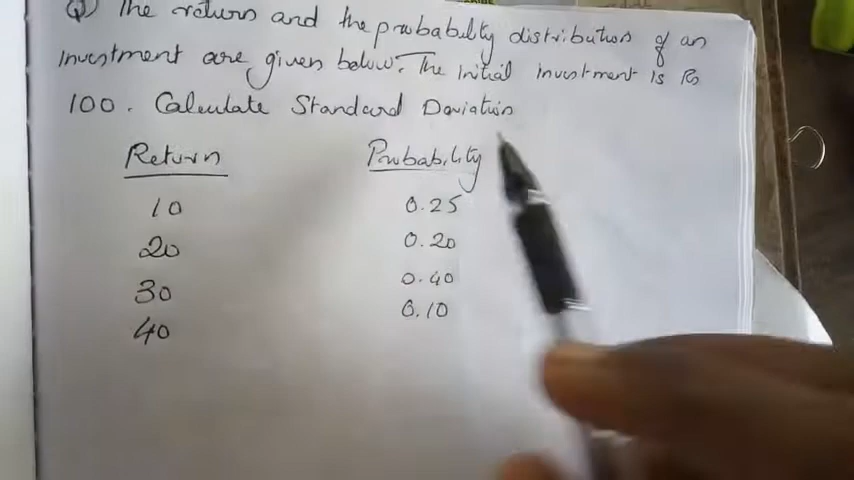 Q) The return and the probability distribution of an
Investment are given below. The initial investment is Rs
100. Calculate Standard Deviation
Return Probability
10 0.25
20 0.20
30 0.40
40 0.10